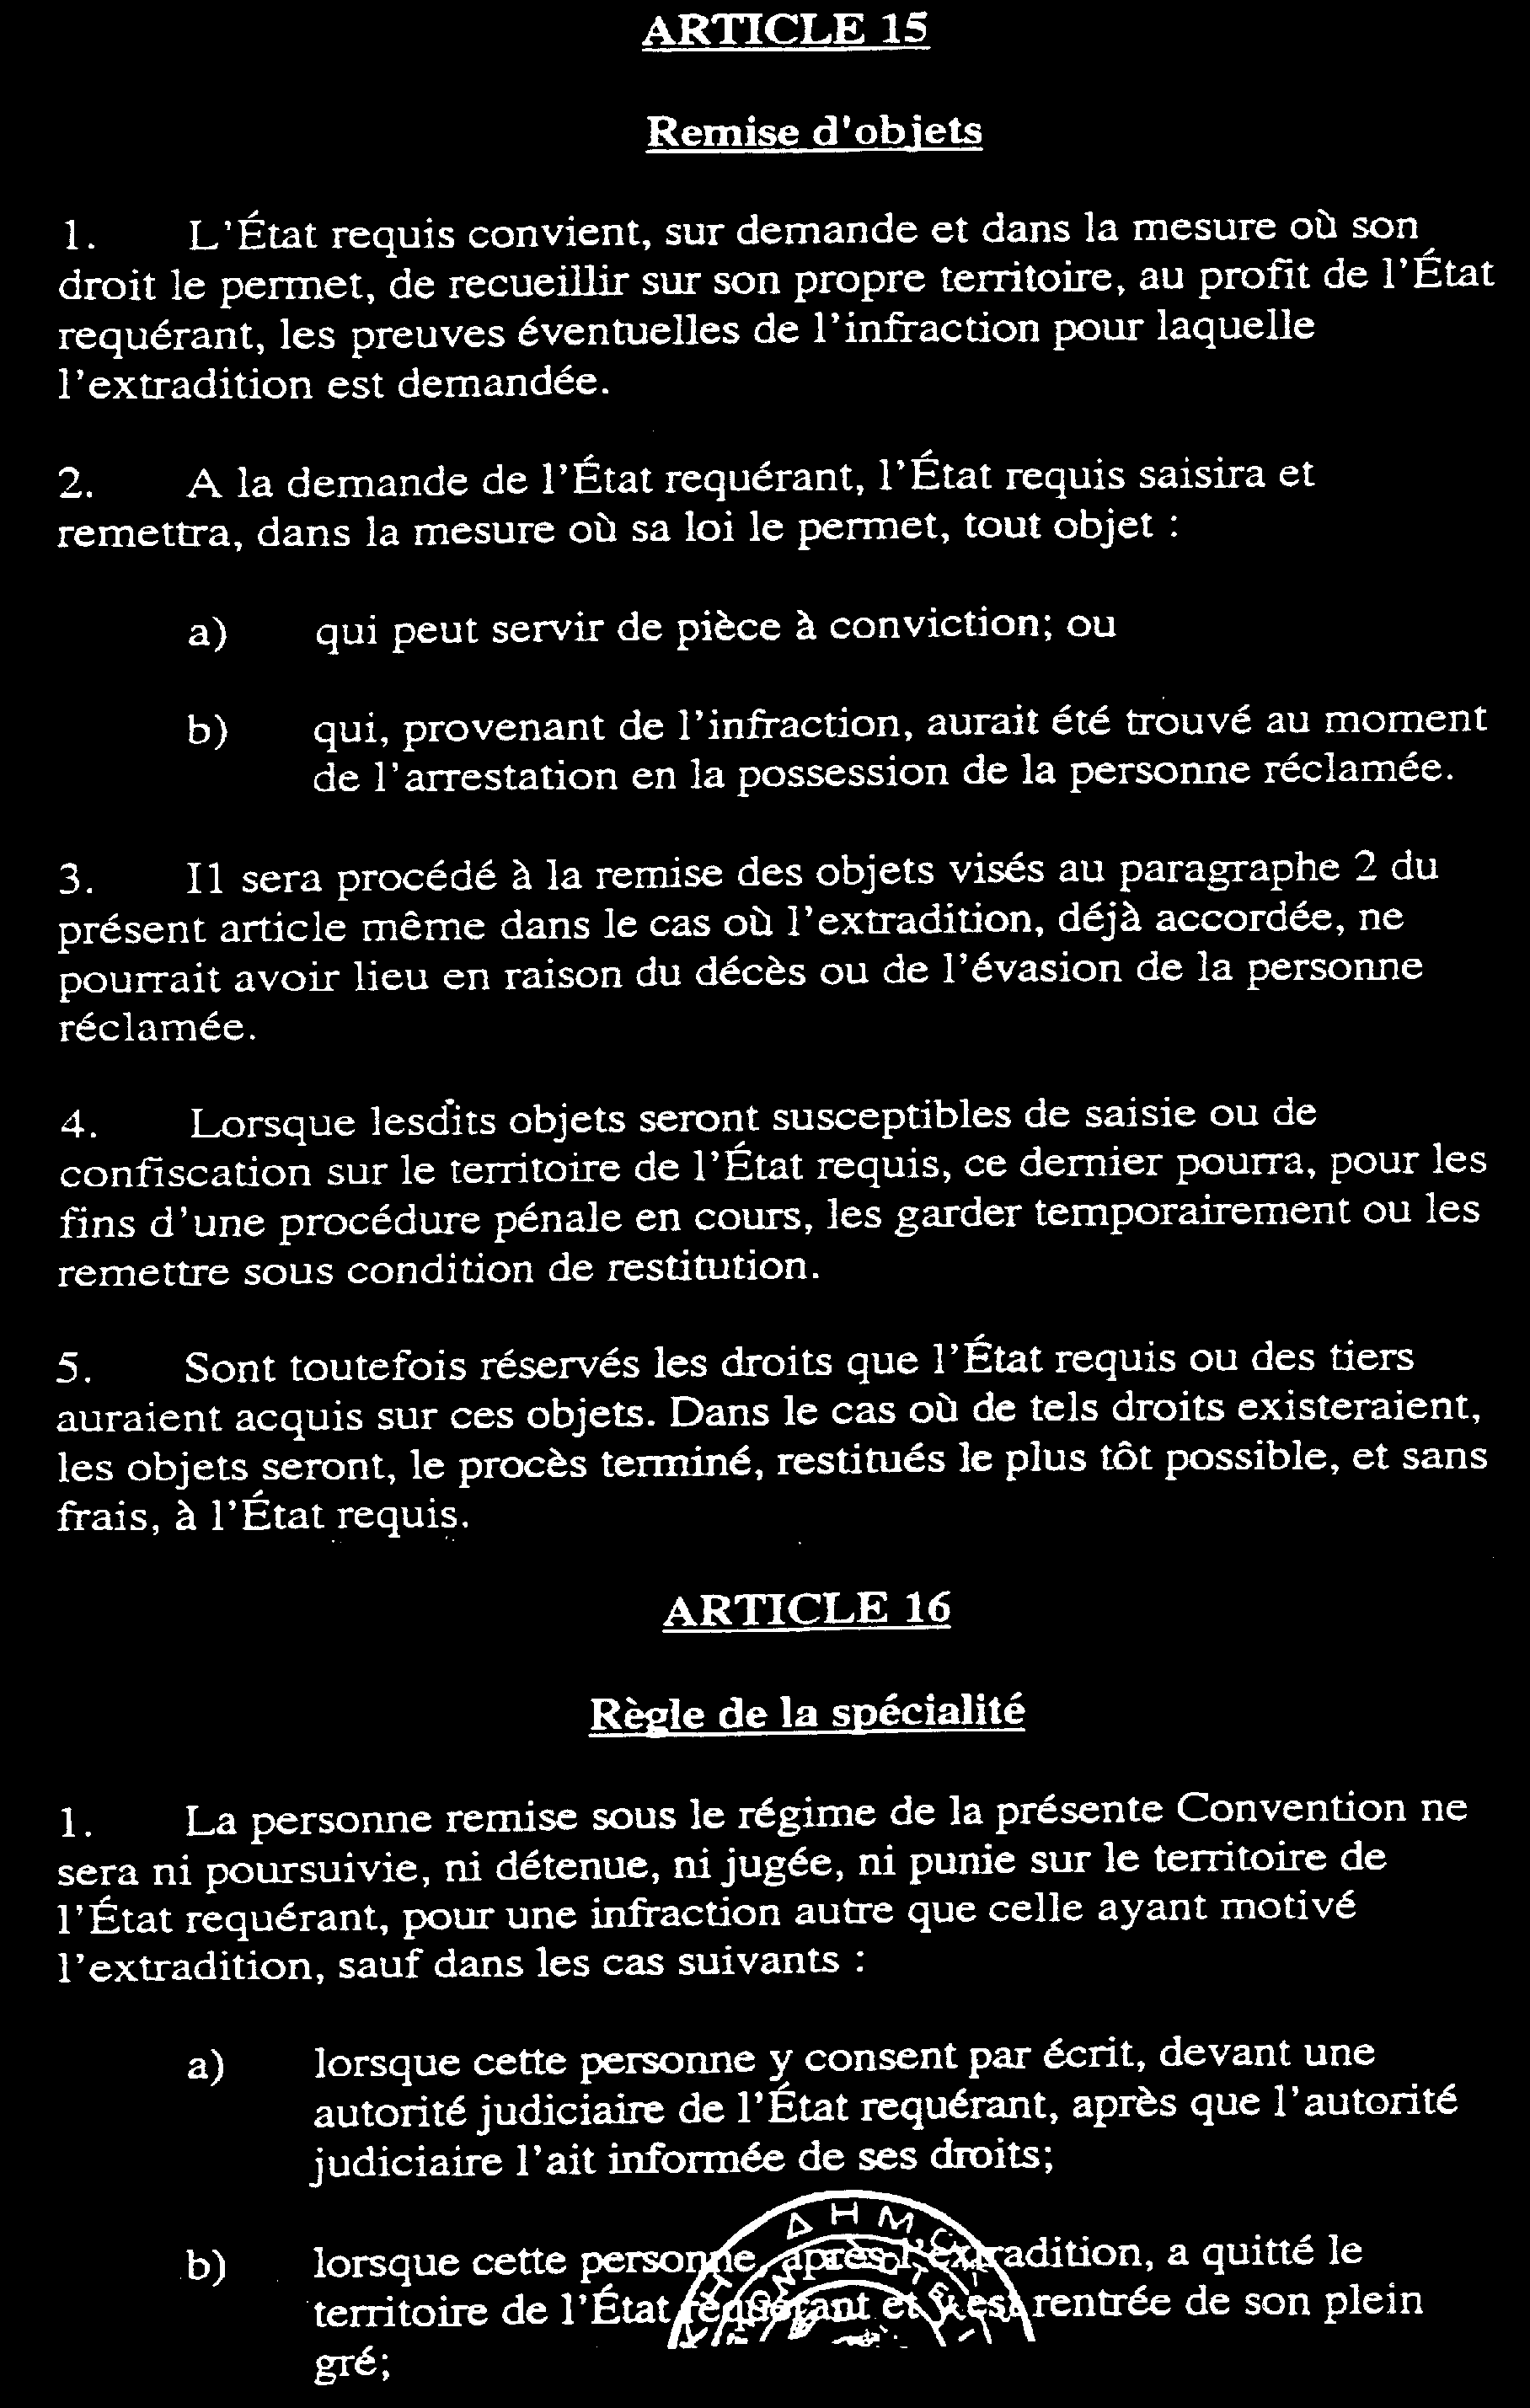 ARTICLE 15
Remise d'objets
1. L'État requis convient, sur demande et dans la mesure où son
droit le permet, de recueillir sur son propre territoire, au profit de l'État
requérant, les preuves éventuelles de l'infraction pour laquelle
l'extradition est demandée.
2. A la demande de l'État requérant, l'État requis saisira et
remettra, dans la mesure où sa loi le permet, tout objet :
a) qui peut servir de pièce à conviction; ou
b) qui, provenant de l'infraction, aurait été trouvé au moment
de l'arrestation en la possession de la personne réclamée.
3. Il sera procédé à la remise des objets visés au paragraphe 2 du
présent article même dans le cas où l'extradition, déjà accordée, ne
pourrait avoir lieu en raison du décès ou de l'évasion de la personne
réclamée.
4. Lorsque lesdits objets seront susceptibles de saisie ou de
confiscation sur le territoire de l'État requis, ce dernier pourra, pour les
fins d'une procédure pénale en cours, les garder temporairement ou les
remettre sous condition de restitution.
5. Sont toutefois réservés les droits que l'État requis ou des tiers
auraient acquis sur ces objets. Dans le cas où de tels droits existeraient,
les objets seront, le procès terminé, restitués le plus tôt possible, et sans
frais, à l'État requis.
ARTICLE 16
Règle de la spécialité
1. La personne remise sous le régime de la présente Convention ne
sera ni poursuivie, ni détenue, ni jugée, ni punie sur le territoire de
l'État requérant, pour une infraction autre que celle ayant motivé
l'extradition, sauf dans les cas suivants :
a) lorsque cette personne y consent par écrit, devant une
autorité judiciaire de l'État requérant, après que l'autorité
judiciaire l'ait informée de ses droits;
b) lorsque cette personne, après l'extradition, a quitté le
territoire de l'État requérant et y est rentrée de son plein
gré;